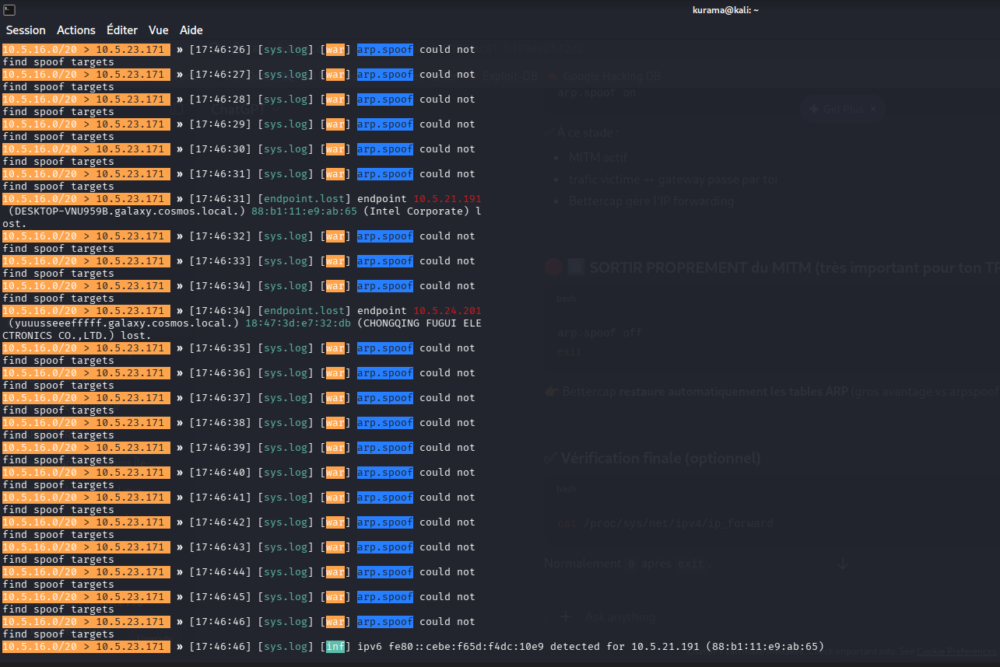 kurama@kali: ~
Session Actions Éditer Vue Aide
10.5.16.0/20 > 10.5.23.171 » [17:46:26] [sys.log] [war] arp.spoof could not
find spoof targets
10.5.16.0/20 > 10.5.23.171 » [17:46:27] [sys.log] [war] arp.spoof could not
find spoof targets
10.5.16.0/20 > 10.5.23.171 » [17:46:28] [sys.log] [war] arp.spoof could not
find spoof targets
10.5.16.0/20 > 10.5.23.171 » [17:46:29] [sys.log] [war] arp.spoof could not
find spoof targets
10.5.16.0/20 > 10.5.23.171 » [17:46:30] [sys.log] [war] arp.spoof could not
find spoof targets
10.5.16.0/20 > 10.5.23.171 » [17:46:31] [sys.log] [war] arp.spoof could not
find spoof targets
10.5.16.0/20 > 10.5.23.171 » [17:46:31] [endpoint.lost] endpoint 10.5.21.191
(DESKTOP-VNU959B.galaxy.cosmos.local.) 88:b1:11:e9:ab:65 (Intel Corporate) l
ost.
10.5.16.0/20 > 10.5.23.171 » [17:46:32] [sys.log] [war] arp.spoof could not
find spoof targets
10.5.16.0/20 > 10.5.23.171 » [17:46:33] [sys.log] [war] arp.spoof could not
find spoof targets
10.5.16.0/20 > 10.5.23.171 » [17:46:34] [sys.log] [war] arp.spoof could not
find spoof targets
10.5.16.0/20 > 10.5.23.171 » [17:46:34] [endpoint.lost] endpoint 10.5.24.201
(yuuusseeefffff.galaxy.cosmos.local.) 18:47:3d:e7:32:db (CHONGQING FUGUI ELE
CTRONICS CO.,LTD.) lost.
10.5.16.0/20 > 10.5.23.171 » [17:46:35] [sys.log] [war] arp.spoof could not
find spoof targets
10.5.16.0/20 > 10.5.23.171 » [17:46:36] [sys.log] [war] arp.spoof could not
find spoof targets
10.5.16.0/20 > 10.5.23.171 » [17:46:37] [sys.log] [war] arp.spoof could not
find spoof targets
10.5.16.0/20 > 10.5.23.171 » [17:46:38] [sys.log] [war] arp.spoof could not
find spoof targets
10.5.16.0/20 > 10.5.23.171 » [17:46:39] [sys.log] [war] arp.spoof could not
find spoof targets
10.5.16.0/20 > 10.5.23.171 » [17:46:40] [sys.log] [war] arp.spoof could not
find spoof targets
10.5.16.0/20 > 10.5.23.171 » [17:46:41] [sys.log] [war] arp.spoof could not
find spoof targets
10.5.16.0/20 > 10.5.23.171 » [17:46:42] [sys.log] [war] arp.spoof could not
find spoof targets
10.5.16.0/20 > 10.5.23.171 » [17:46:43] [sys.log] [war] arp.spoof could not
find spoof targets
10.5.16.0/20 > 10.5.23.171 » [17:46:44] [sys.log] [war] arp.spoof could not
find spoof targets
10.5.16.0/20 > 10.5.23.171 » [17:46:45] [sys.log] [war] arp.spoof could not
find spoof targets
10.5.16.0/20 > 10.5.23.171 » [17:46:46] [sys.log] [war] arp.spoof could not
find spoof targets
10.5.16.0/20 > 10.5.23.171 » [17:46:46] [sys.log] [inf] ipv6 fe80::cebe:f65d:f4dc:10e9 detected for 10.5.21.191 (88:b1:11:e9:ab:65)
Exploit-DB Google Hacking DB
arp.spoof on
ChatGPT
Get Plus ×
À ce stade :
MITM actif
trafic victime ↔ gateway passe par toi
Bettercap gère l'IP forwarding
SORTIR PROPREMENT du MITM (très important pour ton TP
bash
arp.spoof off
exit
Bettercap restaure automatiquement les tables ARP (gros avantage vs arpspoof
Vérification finale (optionnel)
bash
cat /proc/sys/net/ipv4/ip_forward
Normalement 0 après exit.
Ask anything
important info. See Cookie Preferences